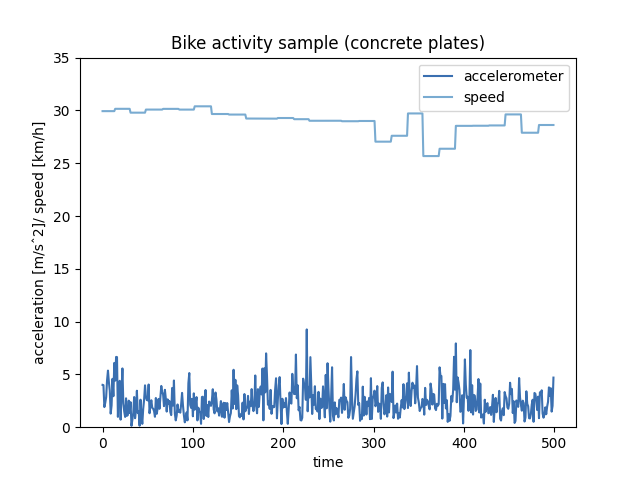 Bike activity sample (concrete plates)
accelerometer
speed
35
30
25
20
15
10
5
0
acceleration [m/sˆ2]/ speed [km/h]
0 100 200 300 400 500
time